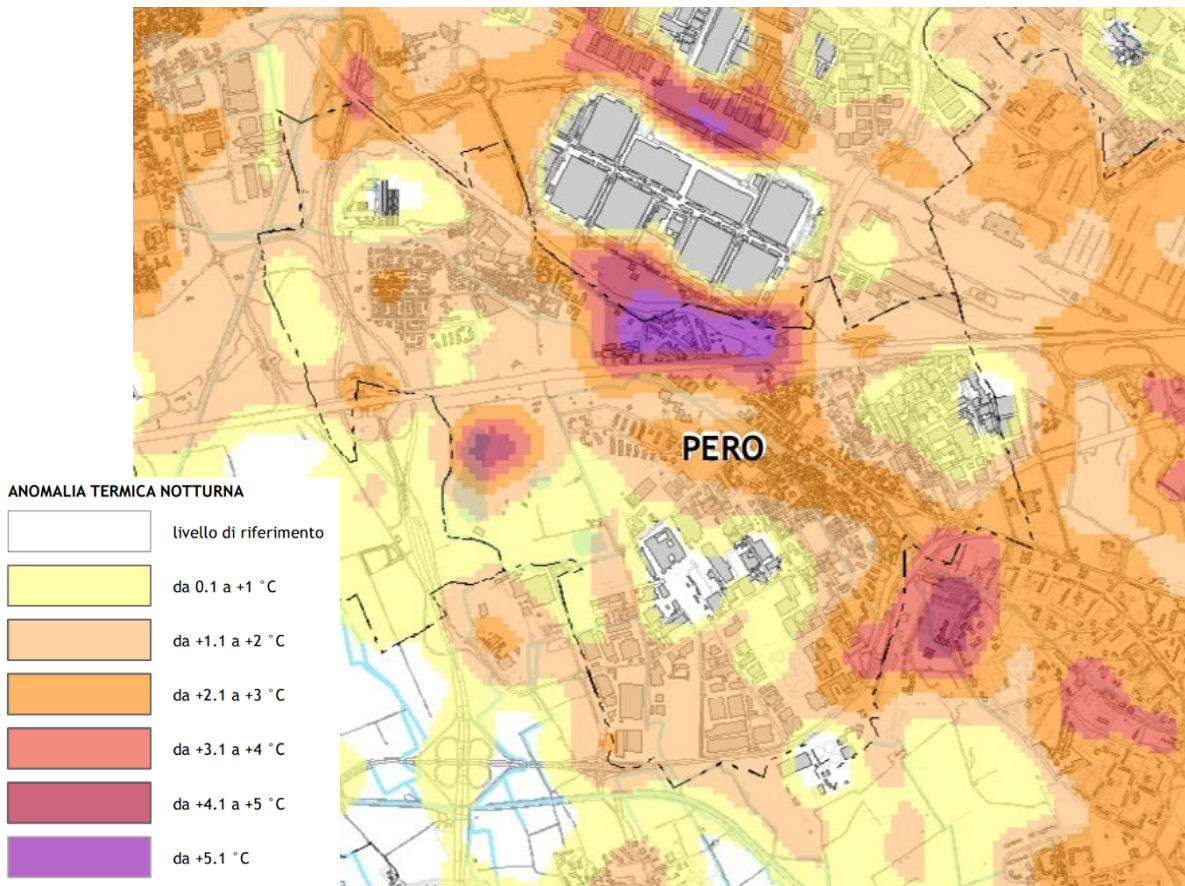 PERO
ANOMALIA TERMICA NOTTURNA
livello di riferimento
da 0.1 a +1 °C
da +1.1 a +2 °C
da +2.1 a +3 °C
da +3.1 a +4 °C
da +4.1 a +5 °C
da +5.1 °C